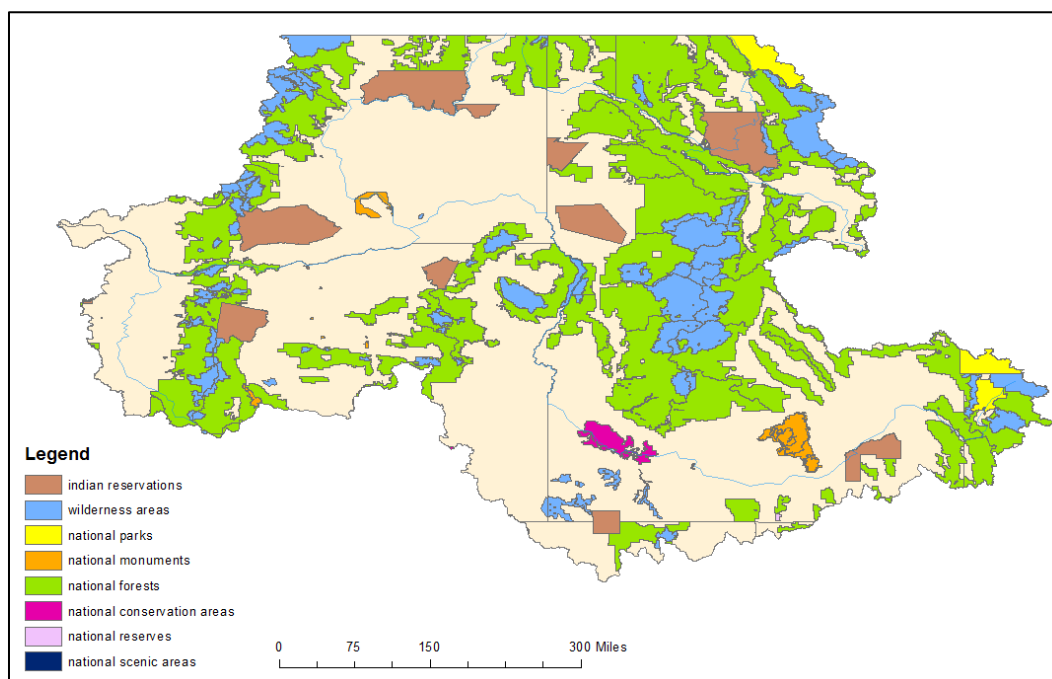 Legend
indian reservations
wilderness areas
national parks
national monuments
national forests
national conservation areas
national reserves
national scenic areas
0 75 150 300 Miles